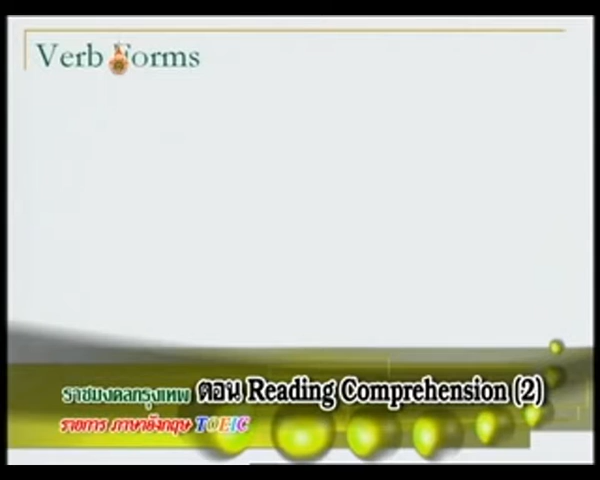 Verb Forms
ราชมงคลกรุงเทพ ตอน Reading Comprehension (2)
รายการ ภาษาอังกฤษ TOEIC